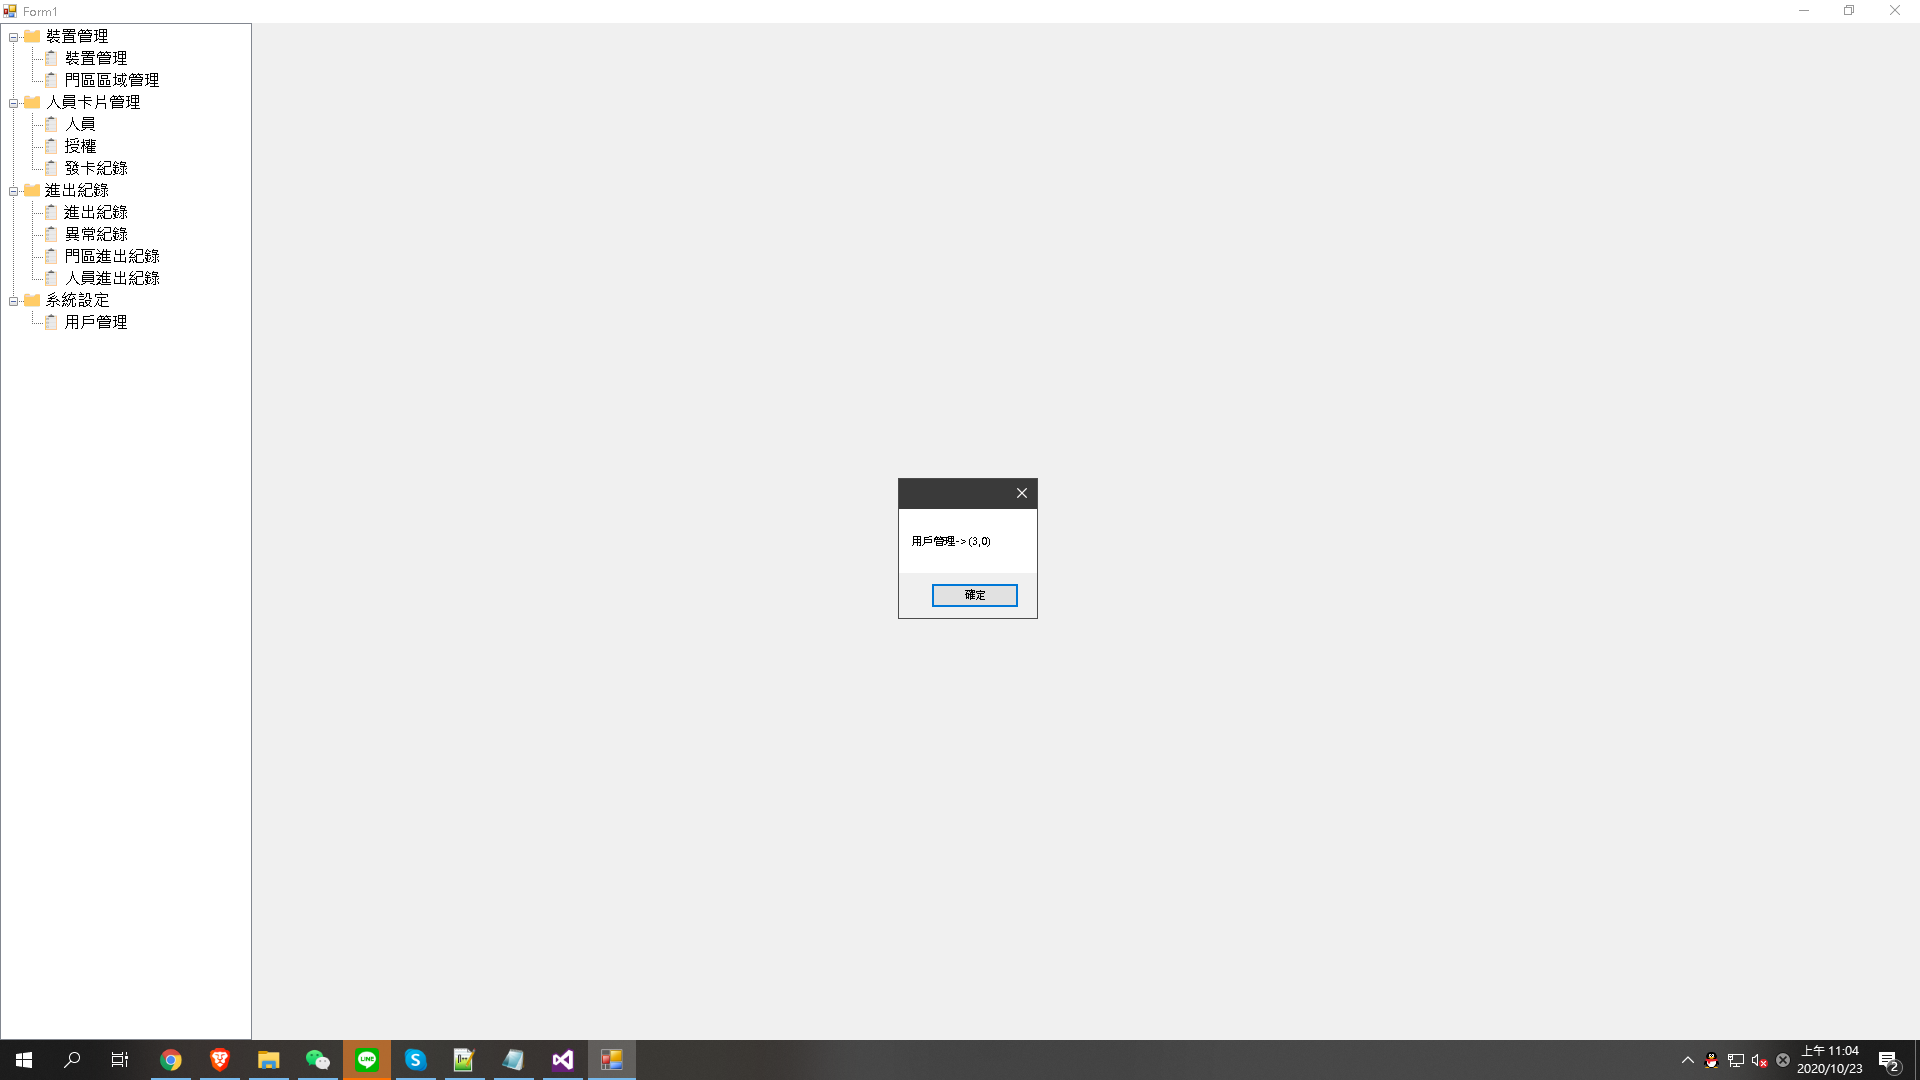 Form1
裝置管理
裝置管理
門區區域管理
人員卡片管理
人員
授權
發卡紀錄
進出紀錄
進出紀錄
異常紀錄
門區進出紀錄
人員進出紀錄
系統設定
用戶管理
用戶管理->(3,0)
確定
LINE
S
上午 11:04
2020/10/23
2